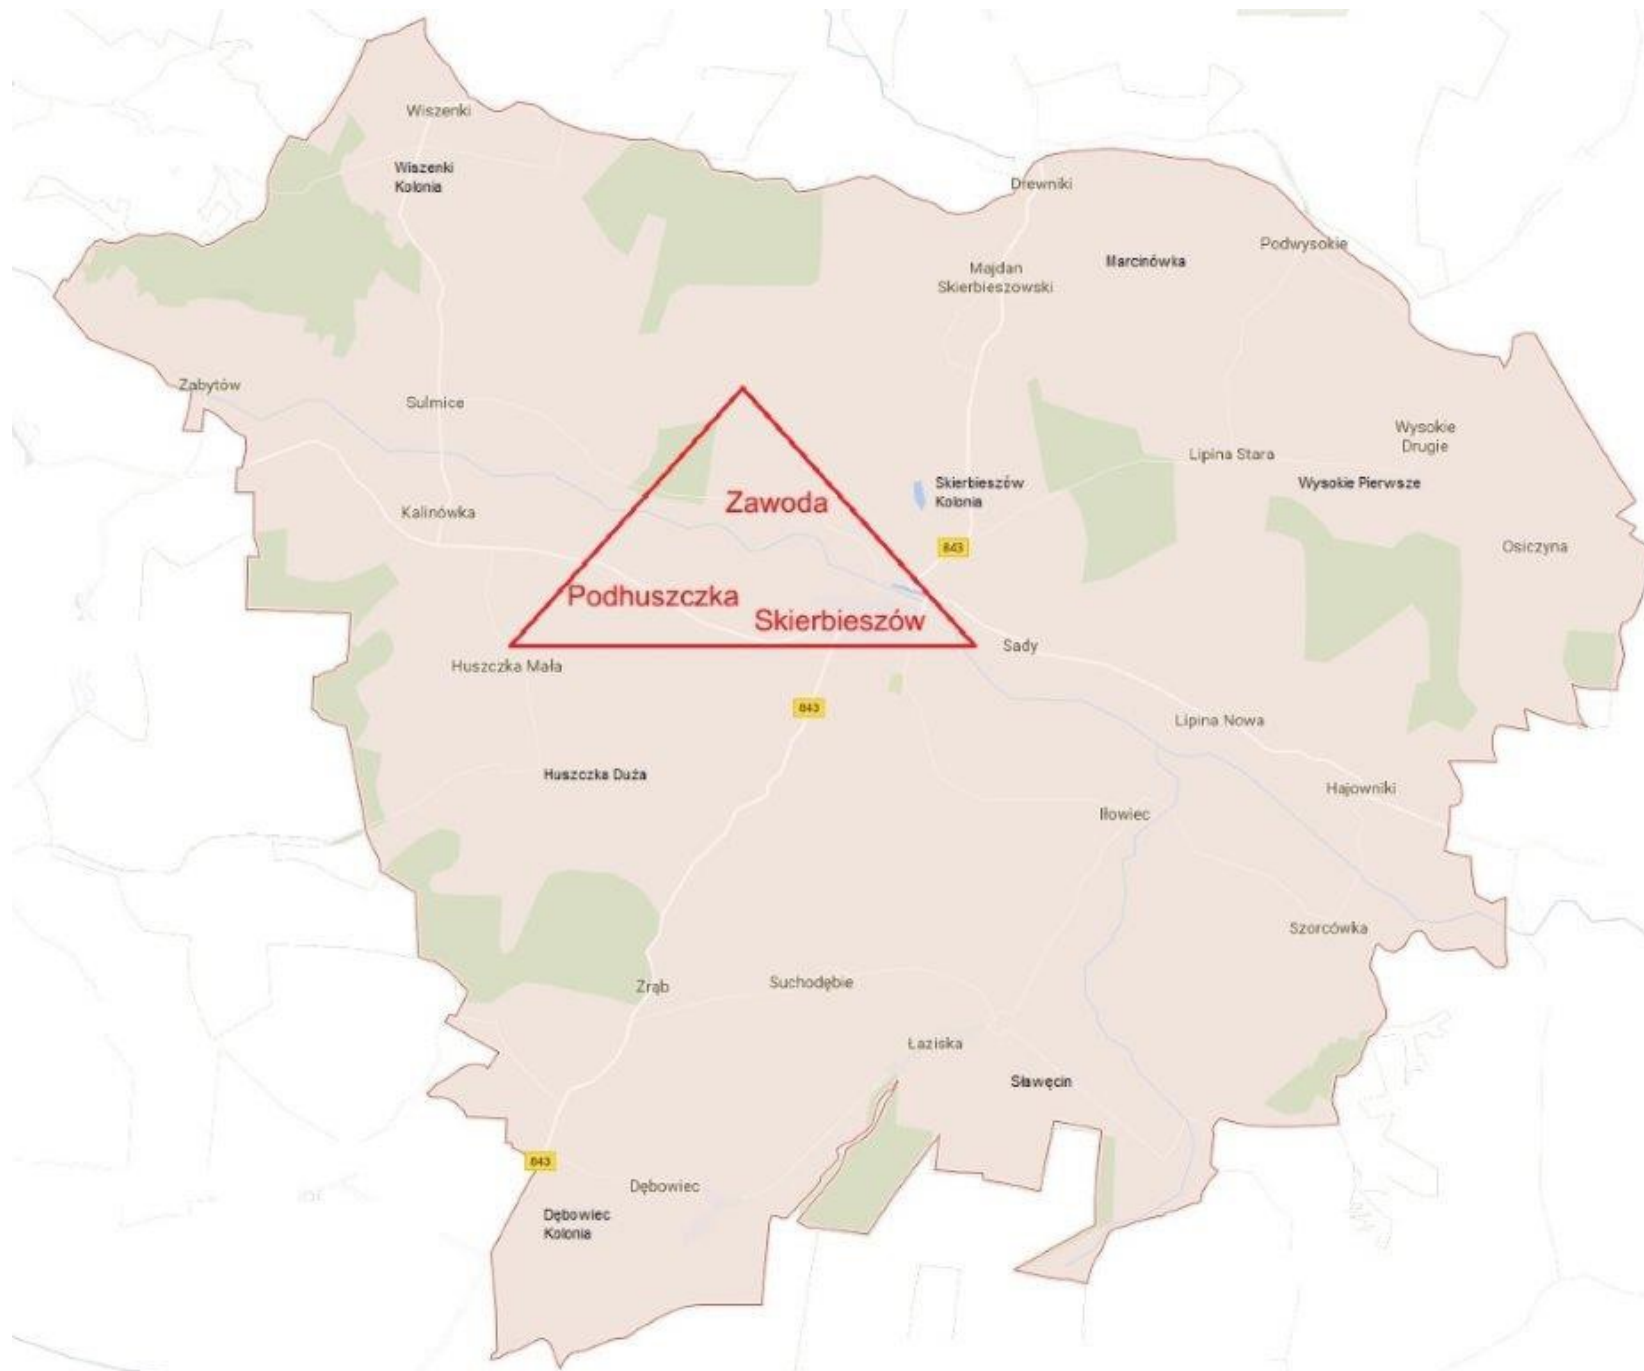 Wiszenki
Wiszenki
Kolonia
Drewniki
Podwysokie
Marcinówka
Majdan
Skierbieszowski
Zabytów
Sulmice
Wysokie
Drugie
Lipina Stara
Skierbieszów
Kolonia
Wysokie Pierwsze
Zawoda
Kalinówka
843
Osiczyna
Podhuszczka
Skierbieszów
Sady
Huszczka Mała
843
Lipina Nowa
Huszczka Duża
Hajowniki
Iłowiec
Szorcówka
Suchodębie
Zrąb
Łaziska
Sławęcin
843
Dębowiec
Dębowiec
Kolonia